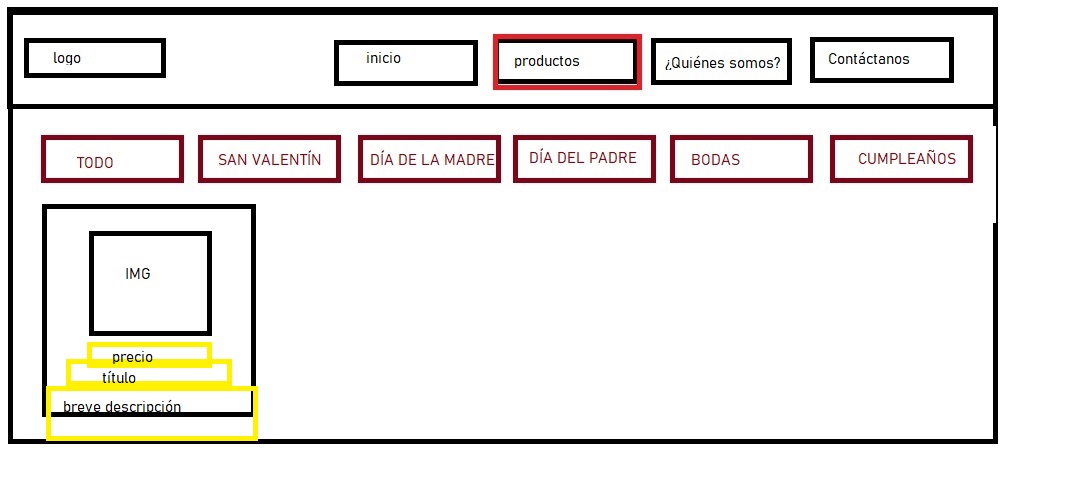 logo
inicio
productos
¿Quiénes somos?
Contáctanos
TODO
SAN VALENTÍN
DÍA DE LA MADRE
DÍA DEL PADRE
BODAS
CUMPLEAÑOS
IMG
precio
título
breve descripción